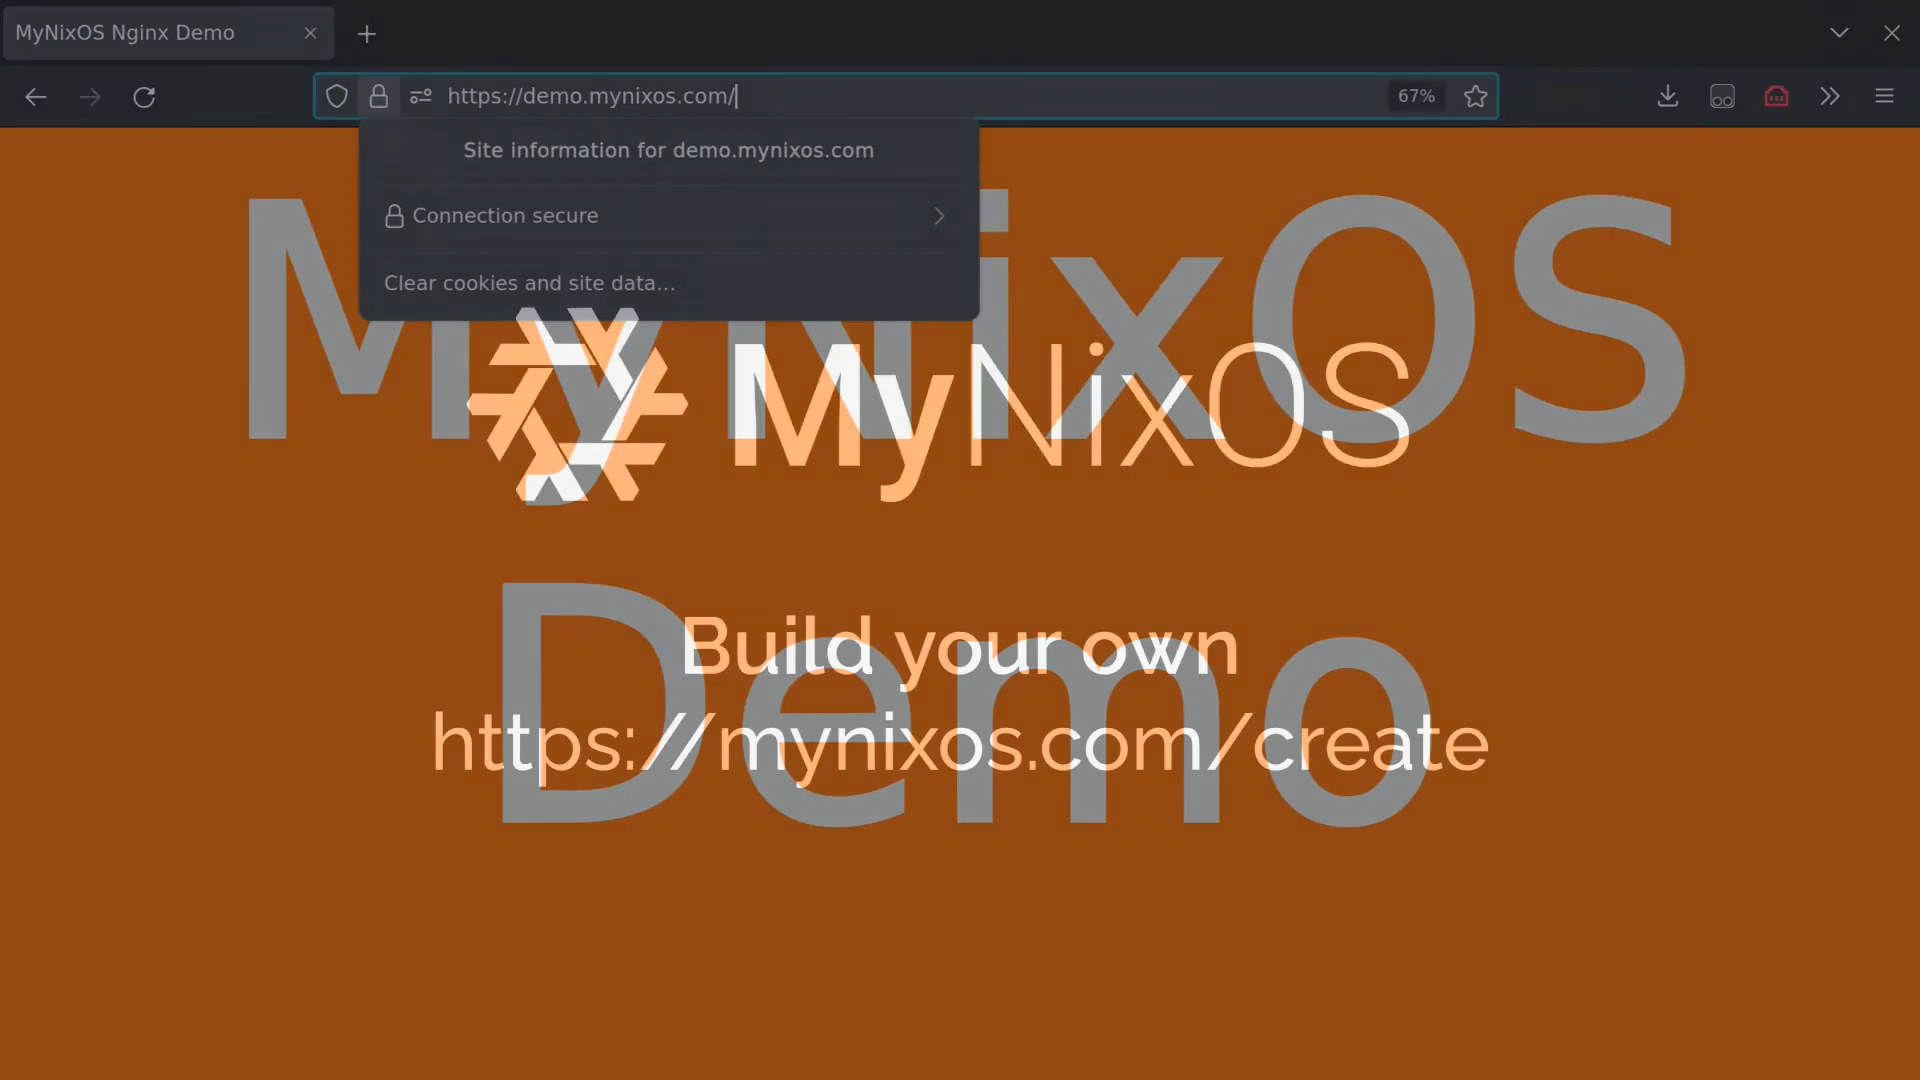 MyNixOS Nginx Demo
https://demo.mynixos.com/
67%
Site information for demo.mynixos.com
Connection secure
Clear cookies and site data...
MyNixOS
MyNixOS
Demo
Build your own
https://mynixos.com/create